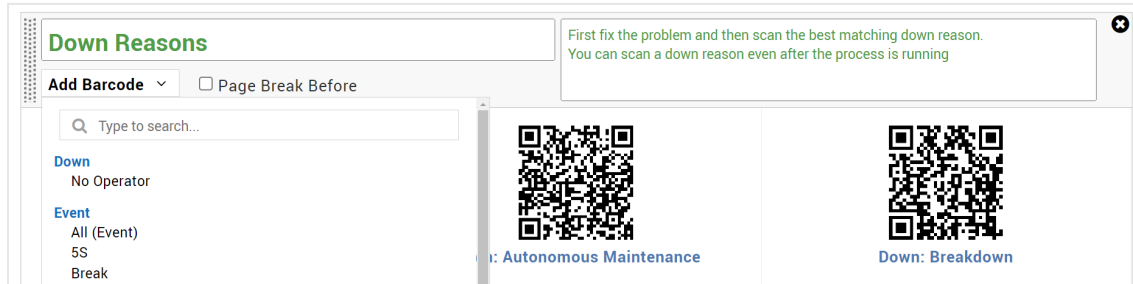 Down Reasons
First fix the problem and then scan the best matching down reason.
You can scan a down reason even after the process is running
Add Barcode
Page Break Before
Type to search...
Down
No Operator
Event
All (Event)
5S
Break
: Autonomous Maintenance
Down: Breakdown